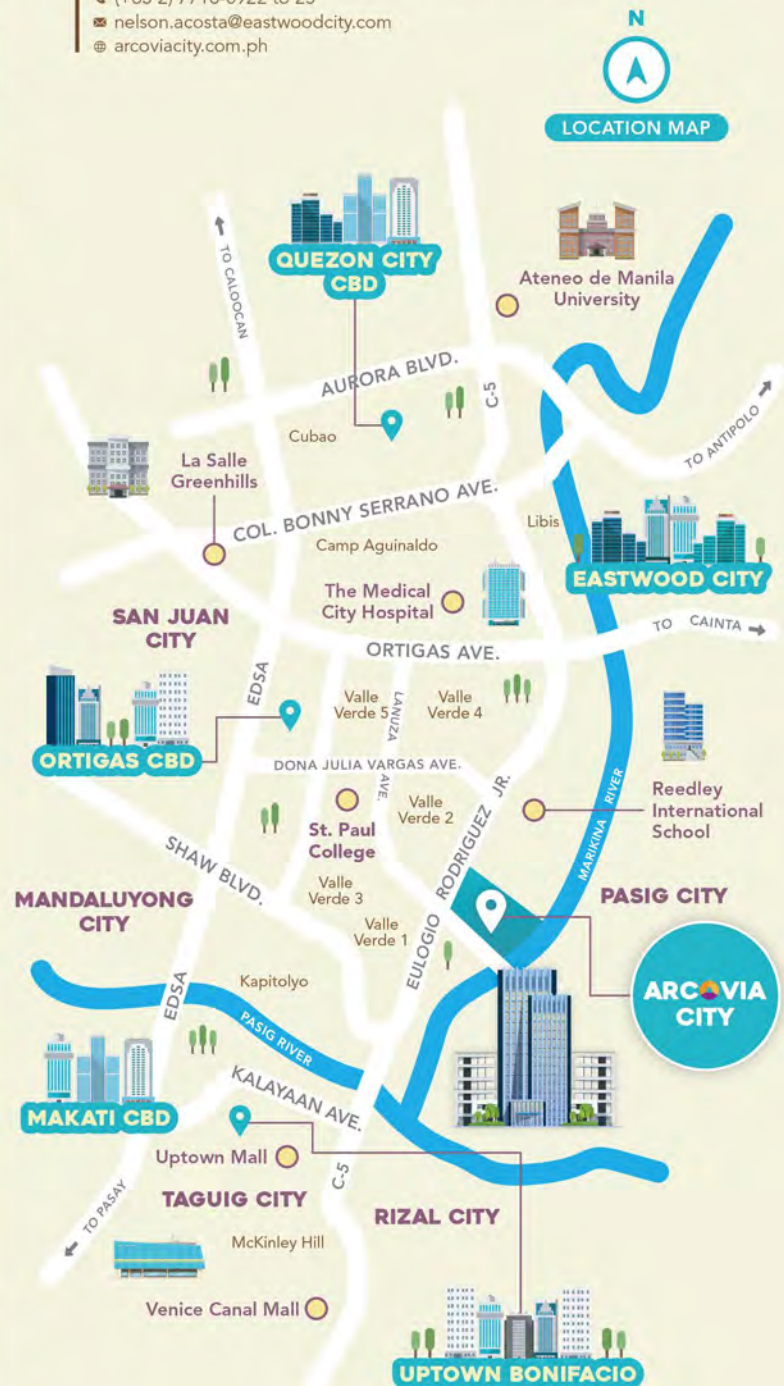 nelson.acosta@eastwoodcity.com
arcoviacity.com.ph
N
LOCATION MAP
TO CALOOCAN
QUEZON CITY
CBD
Ateneo de Manila
University
AURORA BLVD.
C-5
Cubao
TO ANTIPOLO
La Salle
Greenhills
COL. BONNY SERRANO AVE.
Libis
Camp Aguinaldo
EASTWOOD CITY
The Medical
City Hospital
SAN JUAN
CITY
TO CAINTA
ORTIGAS AVE.
EDSA
Valle
Verde 5
LANUZA AVE.
Valle
Verde 4
ORTIGAS CBD
DONA JULIA VARGAS AVE.
Reedley
International
School
Valle
Verde 2
St. Paul
College
EULOGIO RODRIGUEZ JR.
MARIKINA RIVER
SHAW BLVD.
Valle
Verde 3
MANDALUYONG
CITY
PASIG CITY
Valle
Verde 1
ARCOVIA
CITY
Kapitolyo
EDSA
PASIG RIVER
KALAYAAN AVE.
MAKATI CBD
Uptown Mall
C-5
TAGUIG CITY
RIZAL CITY
TO PASAY
McKinley Hill
Venice Canal Mall
UPTOWN BONIFACIO